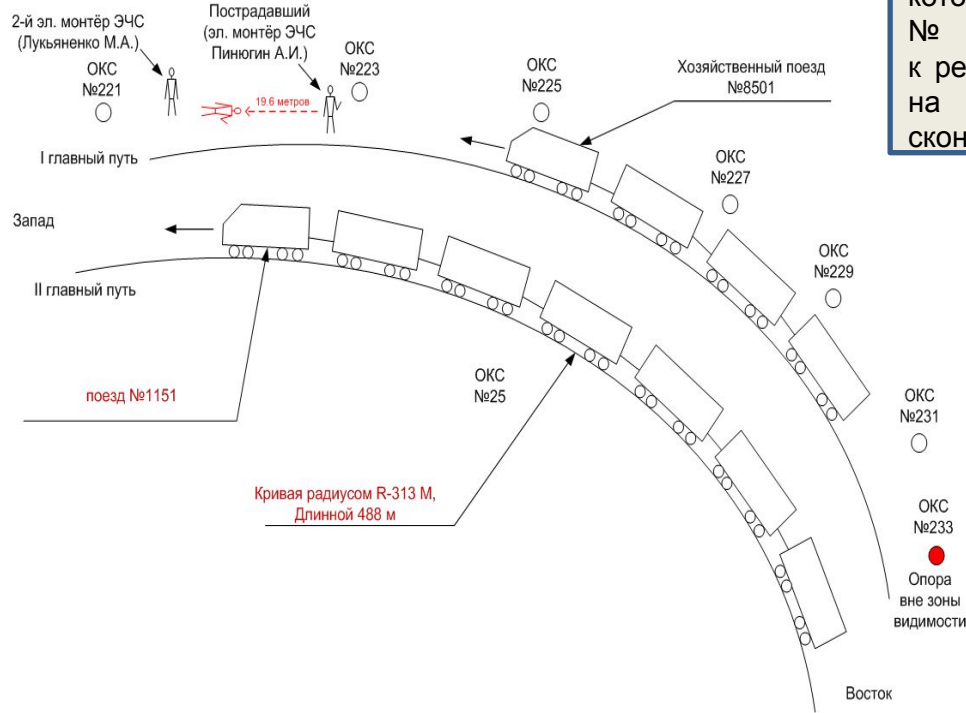 2-й эл. монтёр ЭЧС
(Лукьяненко М.А.)
Пострадавший
(эл. монтёр ЭЧС
Пинюгин А.И.)
ОКС
№221
ОКС
№223
19.6 метров
ОКС
№225
Хозяйственный поезд
№8501
№
к ре
на
скон
I главный путь
ОКС
№227
Запад
ОКС
№229
II главный путь
поезд №1151
ОКС
№25
ОКС
№231
Кривая радиусом R-313 М,
Длинной 488 м
ОКС
№233
Опора
вне зоны
видимости
Восток